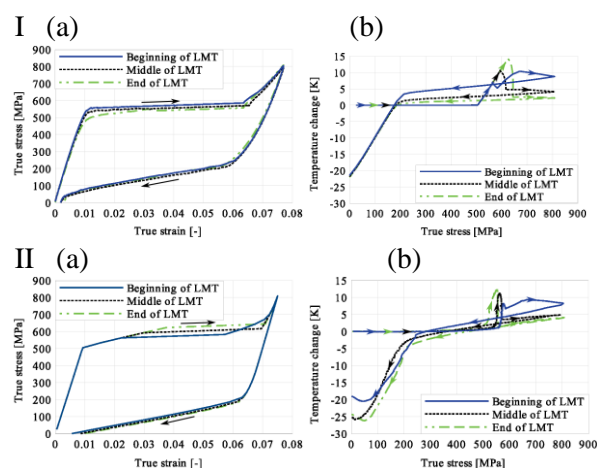 I (a) (b)
900
800
700
600
500
400
300
200
100
0
True stress [MPa]
Beginning of LMT
Middle of LMT
End of LMT
0 0.01 0.02 0.03 0.04 0.05 0.06 0.07 0.08
True strain [-]
15
10
5
0
-5
-10
-15
-20
-25
-30
Temperature change [K]
Beginning of LMT
Middle of LMT
End of LMT
0 100 200 300 400 500 600 700 800 900
True stress [MPa]
II (a) (b)
900
800
700
600
500
400
300
200
100
0
True stress [MPa]
Beginning of LMT
Middle of LMT
End of LMT
0 0.01 0.02 0.03 0.04 0.05 0.06 0.07 0.08
True strain [-]
15
10
5
0
-5
-10
-15
-20
-25
-30
Temperature change [K]
Beginning of LMT
Middle of LMT
End of LMT
0 100 200 300 400 500 600 700 800 900
True stress [MPa]